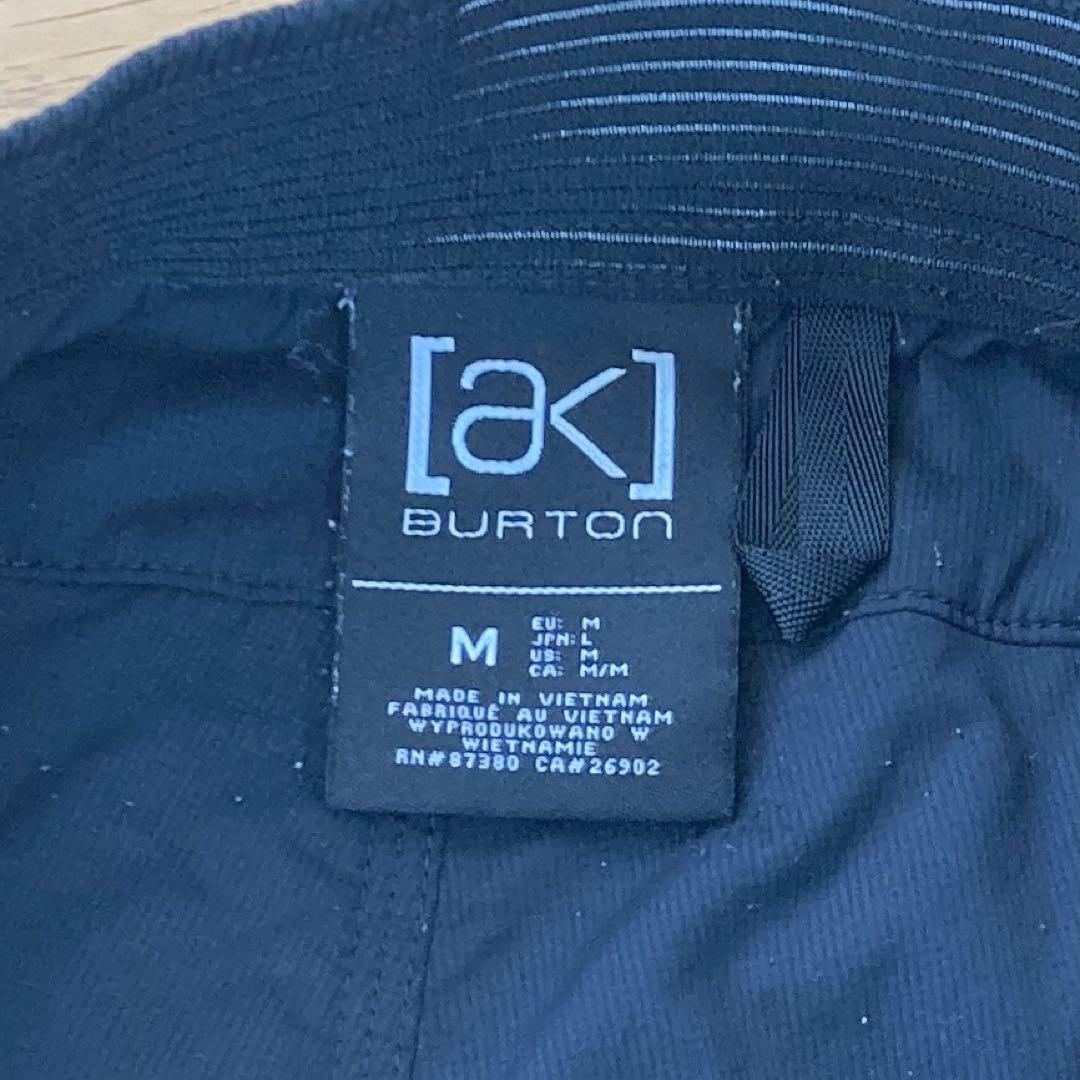 [ak]
BURTON
M
EU: M
JPN: L
US: M
CA: M/M
MADE IN VIETNAM
FABRIQUÉ AU VIETNAM
WYPRODUKOWANO W
WIETNAMIE
RN#87380 CA#26902